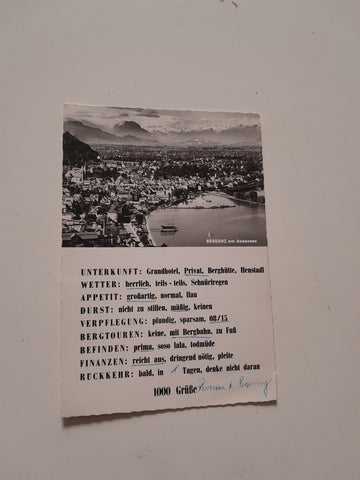 BREGENZ am Bodensee
UNTERKUNFT: Grandhotel, Privat, Berghütte, Heustadl
WETTER: herrlich, teils - teils, Schnürlregen
APPETIT: großartig, normal, flau
DURST: nicht zu stillen, mäßig, keinen
VERPFLEGUNG: pfundig, sparsam, 08/15
BERGTOUREN: keine, mit Bergbahn, zu Fuß
BEFINDEN: prima, soso lala, todmüde
FINANZEN: reicht aus, dringend nötig, pleite
RÜCKKEHR: bald, in 1 Tagen, denke nicht daran
1000 Grüße